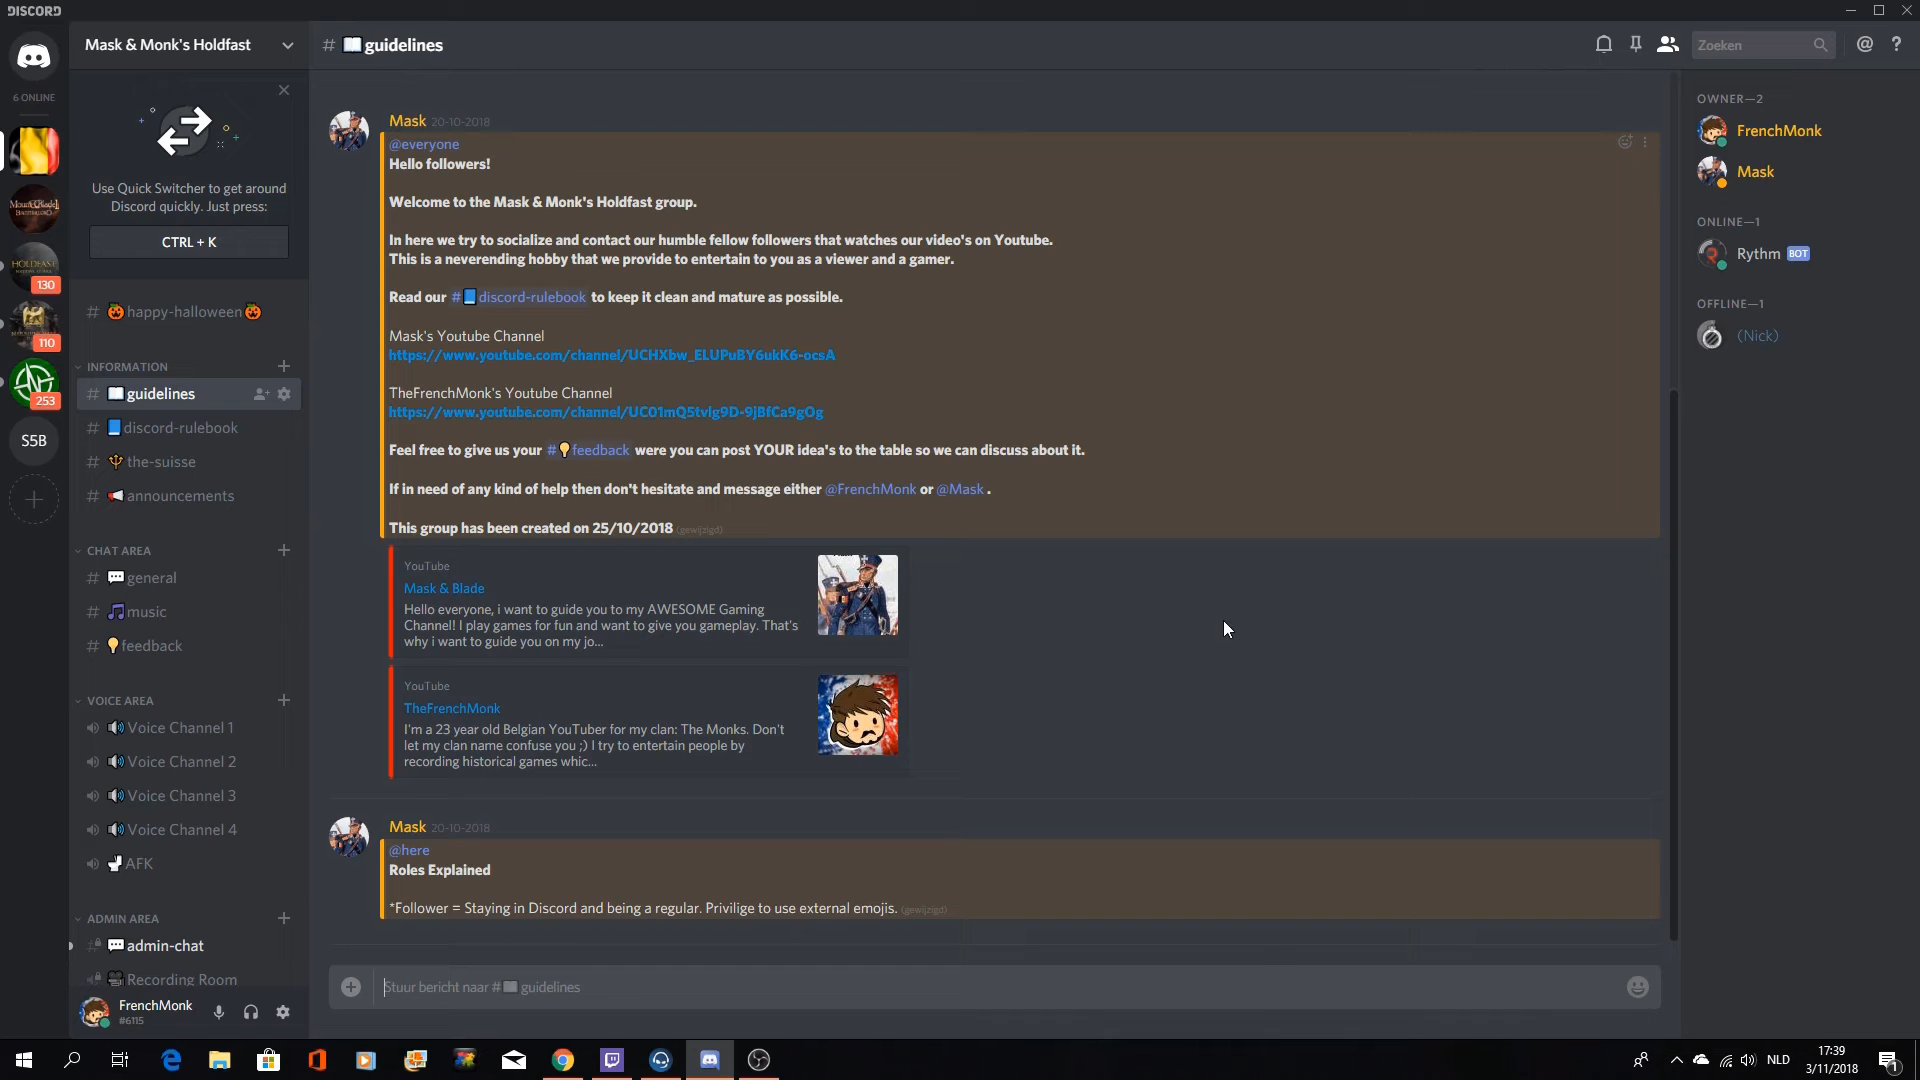 DISCORD
6 ONLINE
HOLDFAST
130
110
253
S5B
Mask & Monk's Holdfast
Use Quick Switcher to get around
Discord quickly. Just press:
CTRL + K
# 🎃happy-halloween🎃
INFORMATION
# 📖guidelines
# 📘discord-rulebook
# 🔱the-suisse
# 📢announcements
CHAT AREA
# 💬general
# 🎵music
# 💡feedback
VOICE AREA
🔊Voice Channel 1
🔊Voice Channel 2
🔊Voice Channel 3
🔊Voice Channel 4
🚽AFK
ADMIN AREA
💬admin-chat
Recording Room
FrenchMonk
#6115
# 📖guidelines
Zoeken
Mask 20-10-2018
@everyone
Hello followers!
Welcome to the Mask & Monk's Holdfast group.
In here we try to socialize and contact our humble fellow followers that watches our video's on Youtube.
This is a neverending hobby that we provide to entertain to you as a viewer and a gamer.
Read our #📘discord-rulebook to keep it clean and mature as possible.
Mask's Youtube Channel
https://www.youtube.com/channel/UCHXbw_ELUPuBY6ukK6-ocsA
TheFrenchMonk's Youtube Channel
https://www.youtube.com/channel/UC01mQ5tvlg9D-9jBfCa9gOg
Feel free to give us your #💡feedback were you can post YOUR idea's to the table so we can discuss about it.
If in need of any kind of help then don't hesitate and message either @FrenchMonk or @Mask .
This group has been created on 25/10/2018 (gewijzigd)
YouTube
Mask & Blade
Hello everyone, i want to guide you to my AWESOME Gaming
Channel! I play games for fun and want to give you gameplay. That's
why i want to guide you on my jo...
YouTube
TheFrenchMonk
I'm a 23 year old Belgian YouTuber for my clan: The Monks. Don't
let my clan name confuse you ;) I try to entertain people by
recording historical games whic...
Mask 20-10-2018
@here
Roles Explained
*Follower = Staying in Discord and being a regular. Privilige to use external emojis. (gewijzigd)
Stuur bericht naar #📖guidelines
OWNER—2
FrenchMonk
Mask
ONLINE—1
Rythm BOT
OFFLINE—1
(Nick)
NLD
17:39
3/11/2018
1